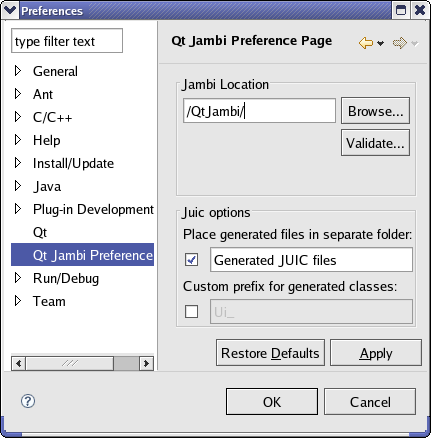 Preferences
type filter text
General
Ant
C/C++
Help
Install/Update
Java
Plug-in Development
Qt
Qt Jambi Preference
Run/Debug
Team
Qt Jambi Preference Page
Jambi Location
/QtJambi/
Browse...
Validate...
Juic options
Place generated files in separate folder:
Generated JUIC files
Custom prefix for generated classes:
Ui_
Restore Defaults
Apply
?
OK
Cancel